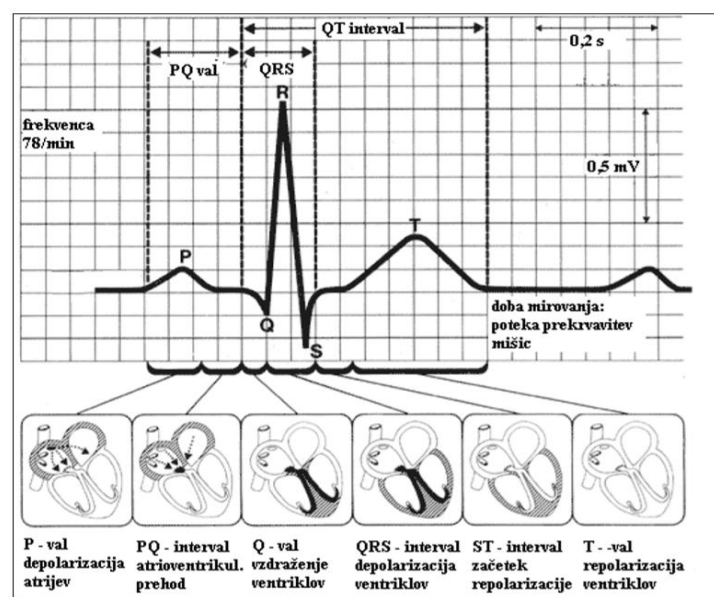 QT interval
0,2 s
PQ val
QRS
R
frekvenca
78/min
0,5 mV
P
T
Q
S
doba mirovanja:
poteka prekrvavitev
mišic
P - val
depolarizacija
atrijev
PQ - interval
atrioventrikul.
prehod
Q - val
vzdraženje
ventriklov
QRS - interval
depolarizacija
ventriklov
ST - interval
začetek
repolarizacije
T - -val
repolarizacija
ventriklov